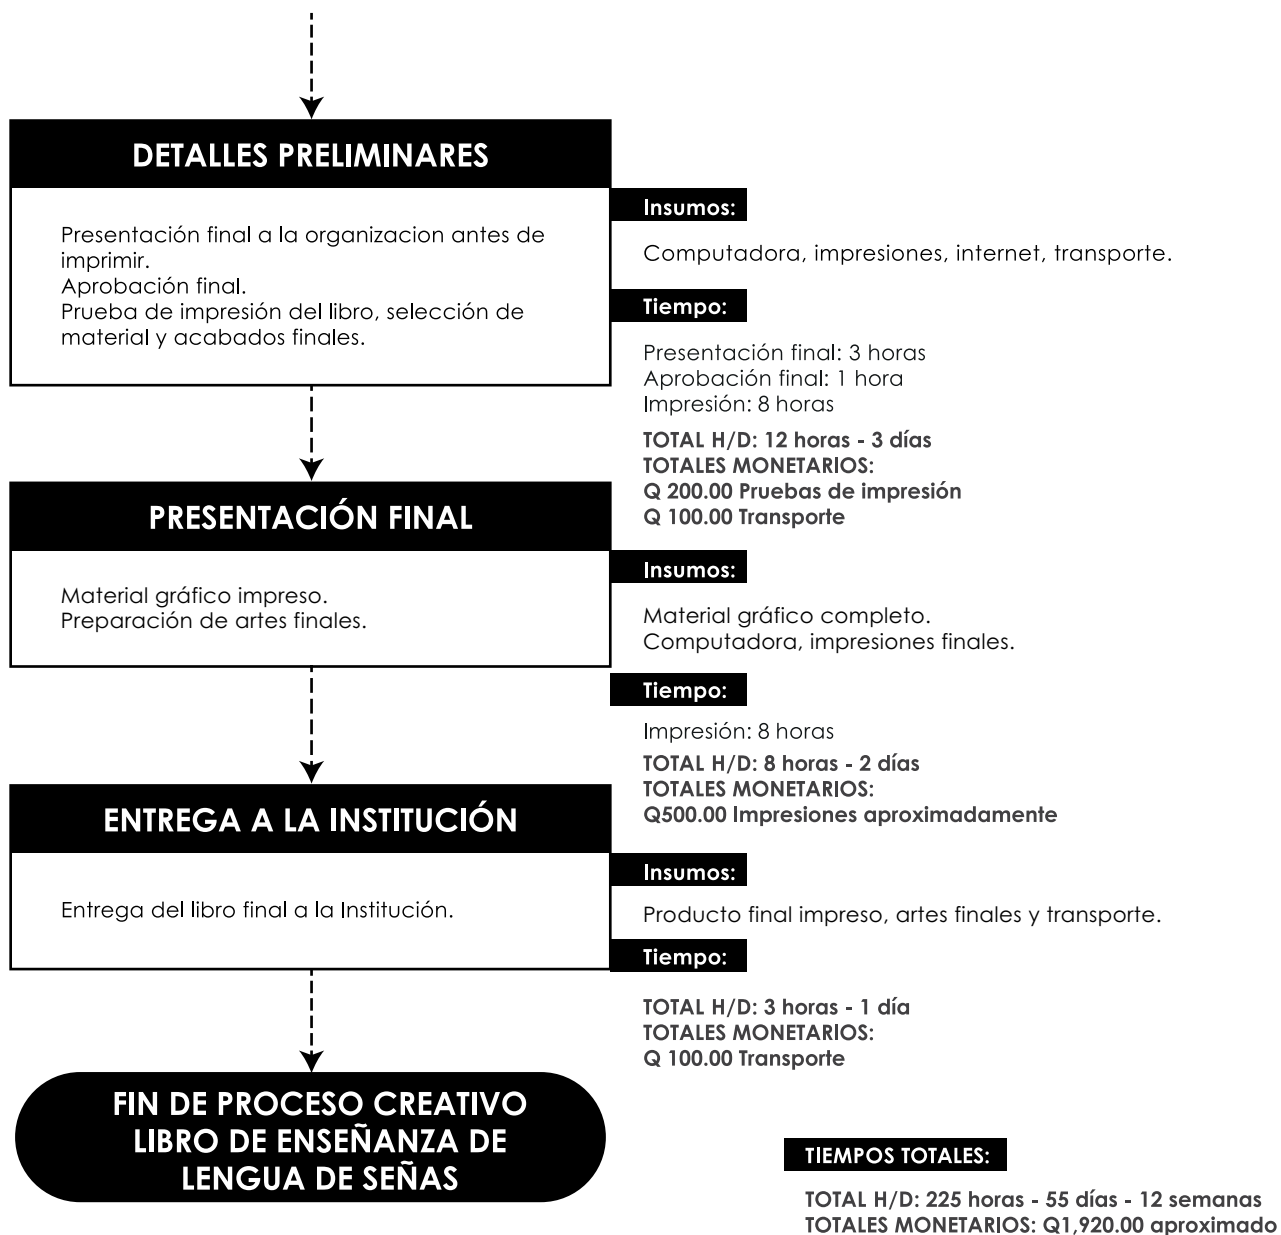 DETALLES PRELIMINARES
Presentación final a la organizacion antes de
imprimir.
Aprobación final.
Prueba de impresión del libro, selección de
material y acabados finales.
Insumos:
Computadora, impresiones, internet, transporte.
Tiempo:
Presentación final: 3 horas
Aprobación final: 1 hora
Impresión: 8 horas
TOTAL H/D: 12 horas - 3 días
TOTALES MONETARIOS:
Q 200.00 Pruebas de impresión
Q 100.00 Transporte
PRESENTACIÓN FINAL
Material gráfico impreso.
Preparación de artes finales.
Insumos:
Material gráfico completo.
Computadora, impresiones finales.
Tiempo:
Impresión: 8 horas
TOTAL H/D: 8 horas - 2 días
TOTALES MONETARIOS:
Q500.00 Impresiones aproximadamente
ENTREGA A LA INSTITUCIÓN
Entrega del libro final a la Institución.
Insumos:
Producto final impreso, artes finales y transporte.
Tiempo:
TOTAL H/D: 3 horas - 1 día
TOTALES MONETARIOS:
Q 100.00 Transporte
FIN DE PROCESO CREATIVO
LIBRO DE ENSEÑANZA DE
LENGUA DE SEÑAS
TIEMPOS TOTALES:
TOTAL H/D: 225 horas - 55 días - 12 semanas
TOTALES MONETARIOS: Q1,920.00 aproximado